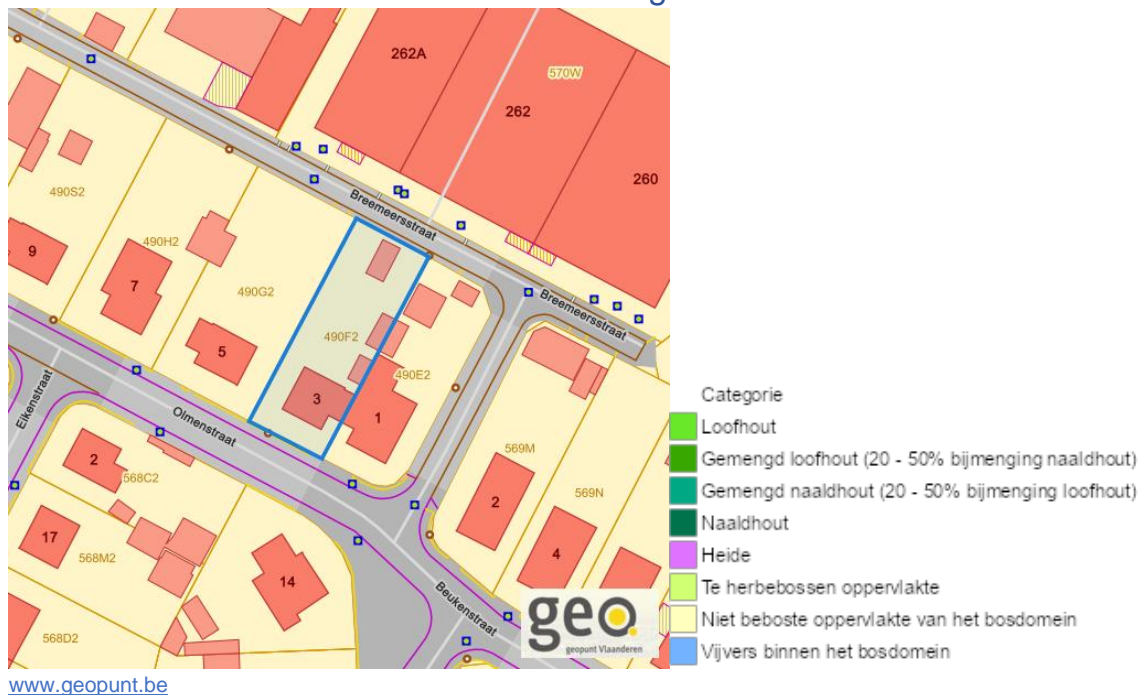 262A
570W
262
260
490S2
Breemeersstraat
490H2
9
7
490G2
Breemeersstraat
5
490F2
490E2
3
1
Eikenstraat
Olmenstraat
2
568C2
569M
569N
2
17
568M2
4
14
Beukenstraat
568D2
geo
geopunt Vlaanderen
Categorie
Loofhout
Gemengd loofhout (20 - 50% bijmenging naaldhout)
Gemengd naaldhout (20 - 50% bijmenging loofhout)
Naaldhout
Heide
Te herbebossen oppervlakte
Niet beboste oppervlakte van het bosdomein
Vijvers binnen het bosdomein
www.geopunt.be